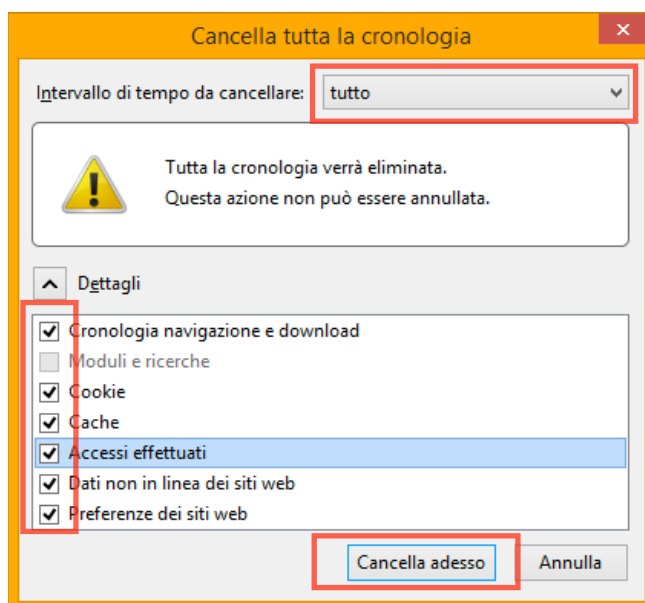 Cancella tutta la cronologia
Intervallo di tempo da cancellare: tutto
Tutta la cronologia verrà eliminata.
Questa azione non può essere annullata.
Dettagli
Cronologia navigazione e download
Moduli e ricerche
Cookie
Cache
Accessi effettuati
Dati non in linea dei siti web
Preferenze dei siti web
Cancella adesso Annulla